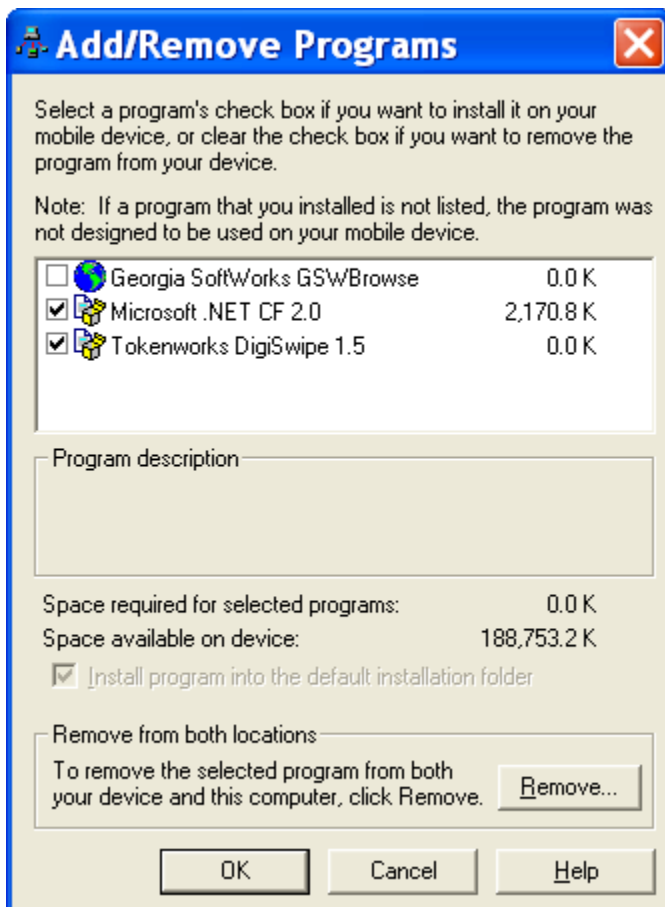 Add/Remove Programs
Select a program's check box if you want to install it on your
mobile device, or clear the check box if you want to remove the
program from your device.
Note: If a program that you installed is not listed, the program was
not designed to be used on your mobile device.
Georgia SoftWorks GSWBrowse 0.0 K
Microsoft .NET CF 2.0 2,170.8 K
Tokenworks DigiSwipe 1.5 0.0 K
Program description
Space required for selected programs: 0.0 K
Space available on device: 188,753.2 K
Install program into the default installation folder
Remove from both locations
To remove the selected program from both
your device and this computer, click Remove.
Remove...
OK Cancel Help